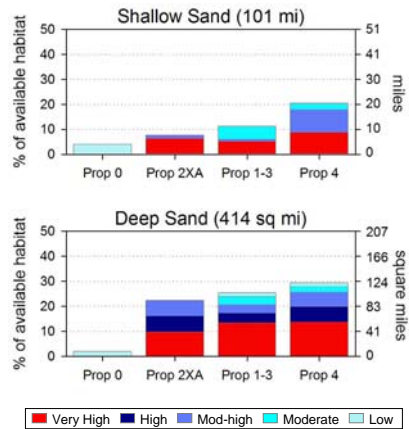 Shallow Sand (101 mi)
% of available habitat
50
40
30
20
10
0
51
41
30
20
10
0
miles
Prop 0 Prop 2XA Prop 1-3 Prop 4
Deep Sand (414 sq mi)
% of available habitat
50
40
30
20
10
0
207
166
124
83
41
0
square miles
Prop 0 Prop 2XA Prop 1-3 Prop 4
Very High High Mod-high Moderate Low